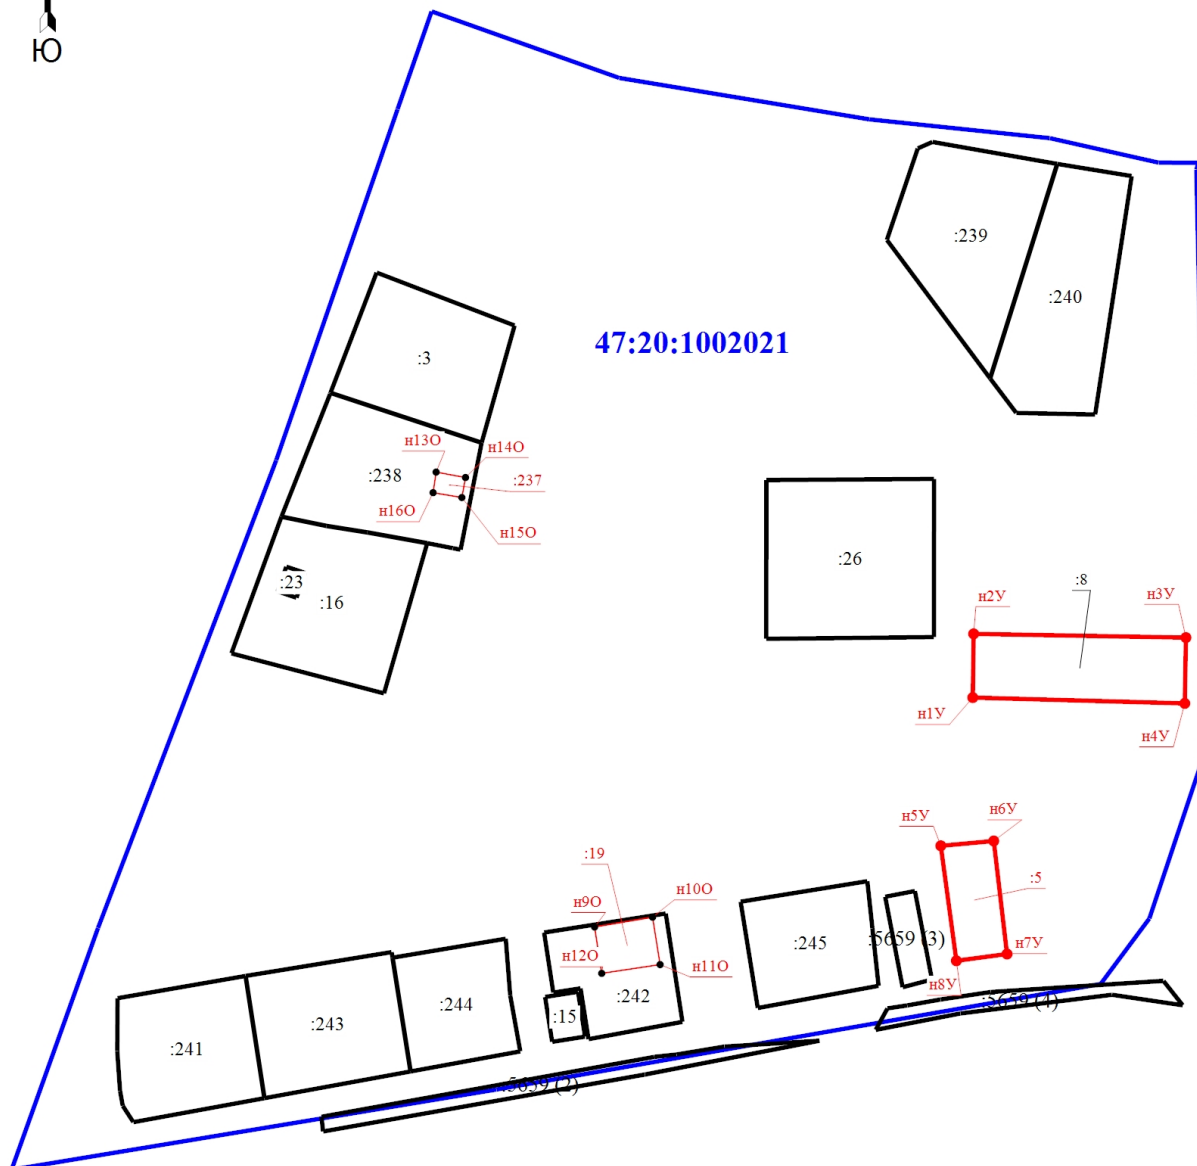 Ю
:239
:240
47:20:1002021
:3
н13О
н14О
:238
:237
н16О
н15О
:26
:23
:16
:8
н2У
н3У
н1У
н4У
н5У
н6У
:19
:5
н10О
н9О
:245
:5659 (3)
н7У
н12О
н11О
н8У
:242
:244
:5659 (4)
:15
:243
:241
:5659 (2)